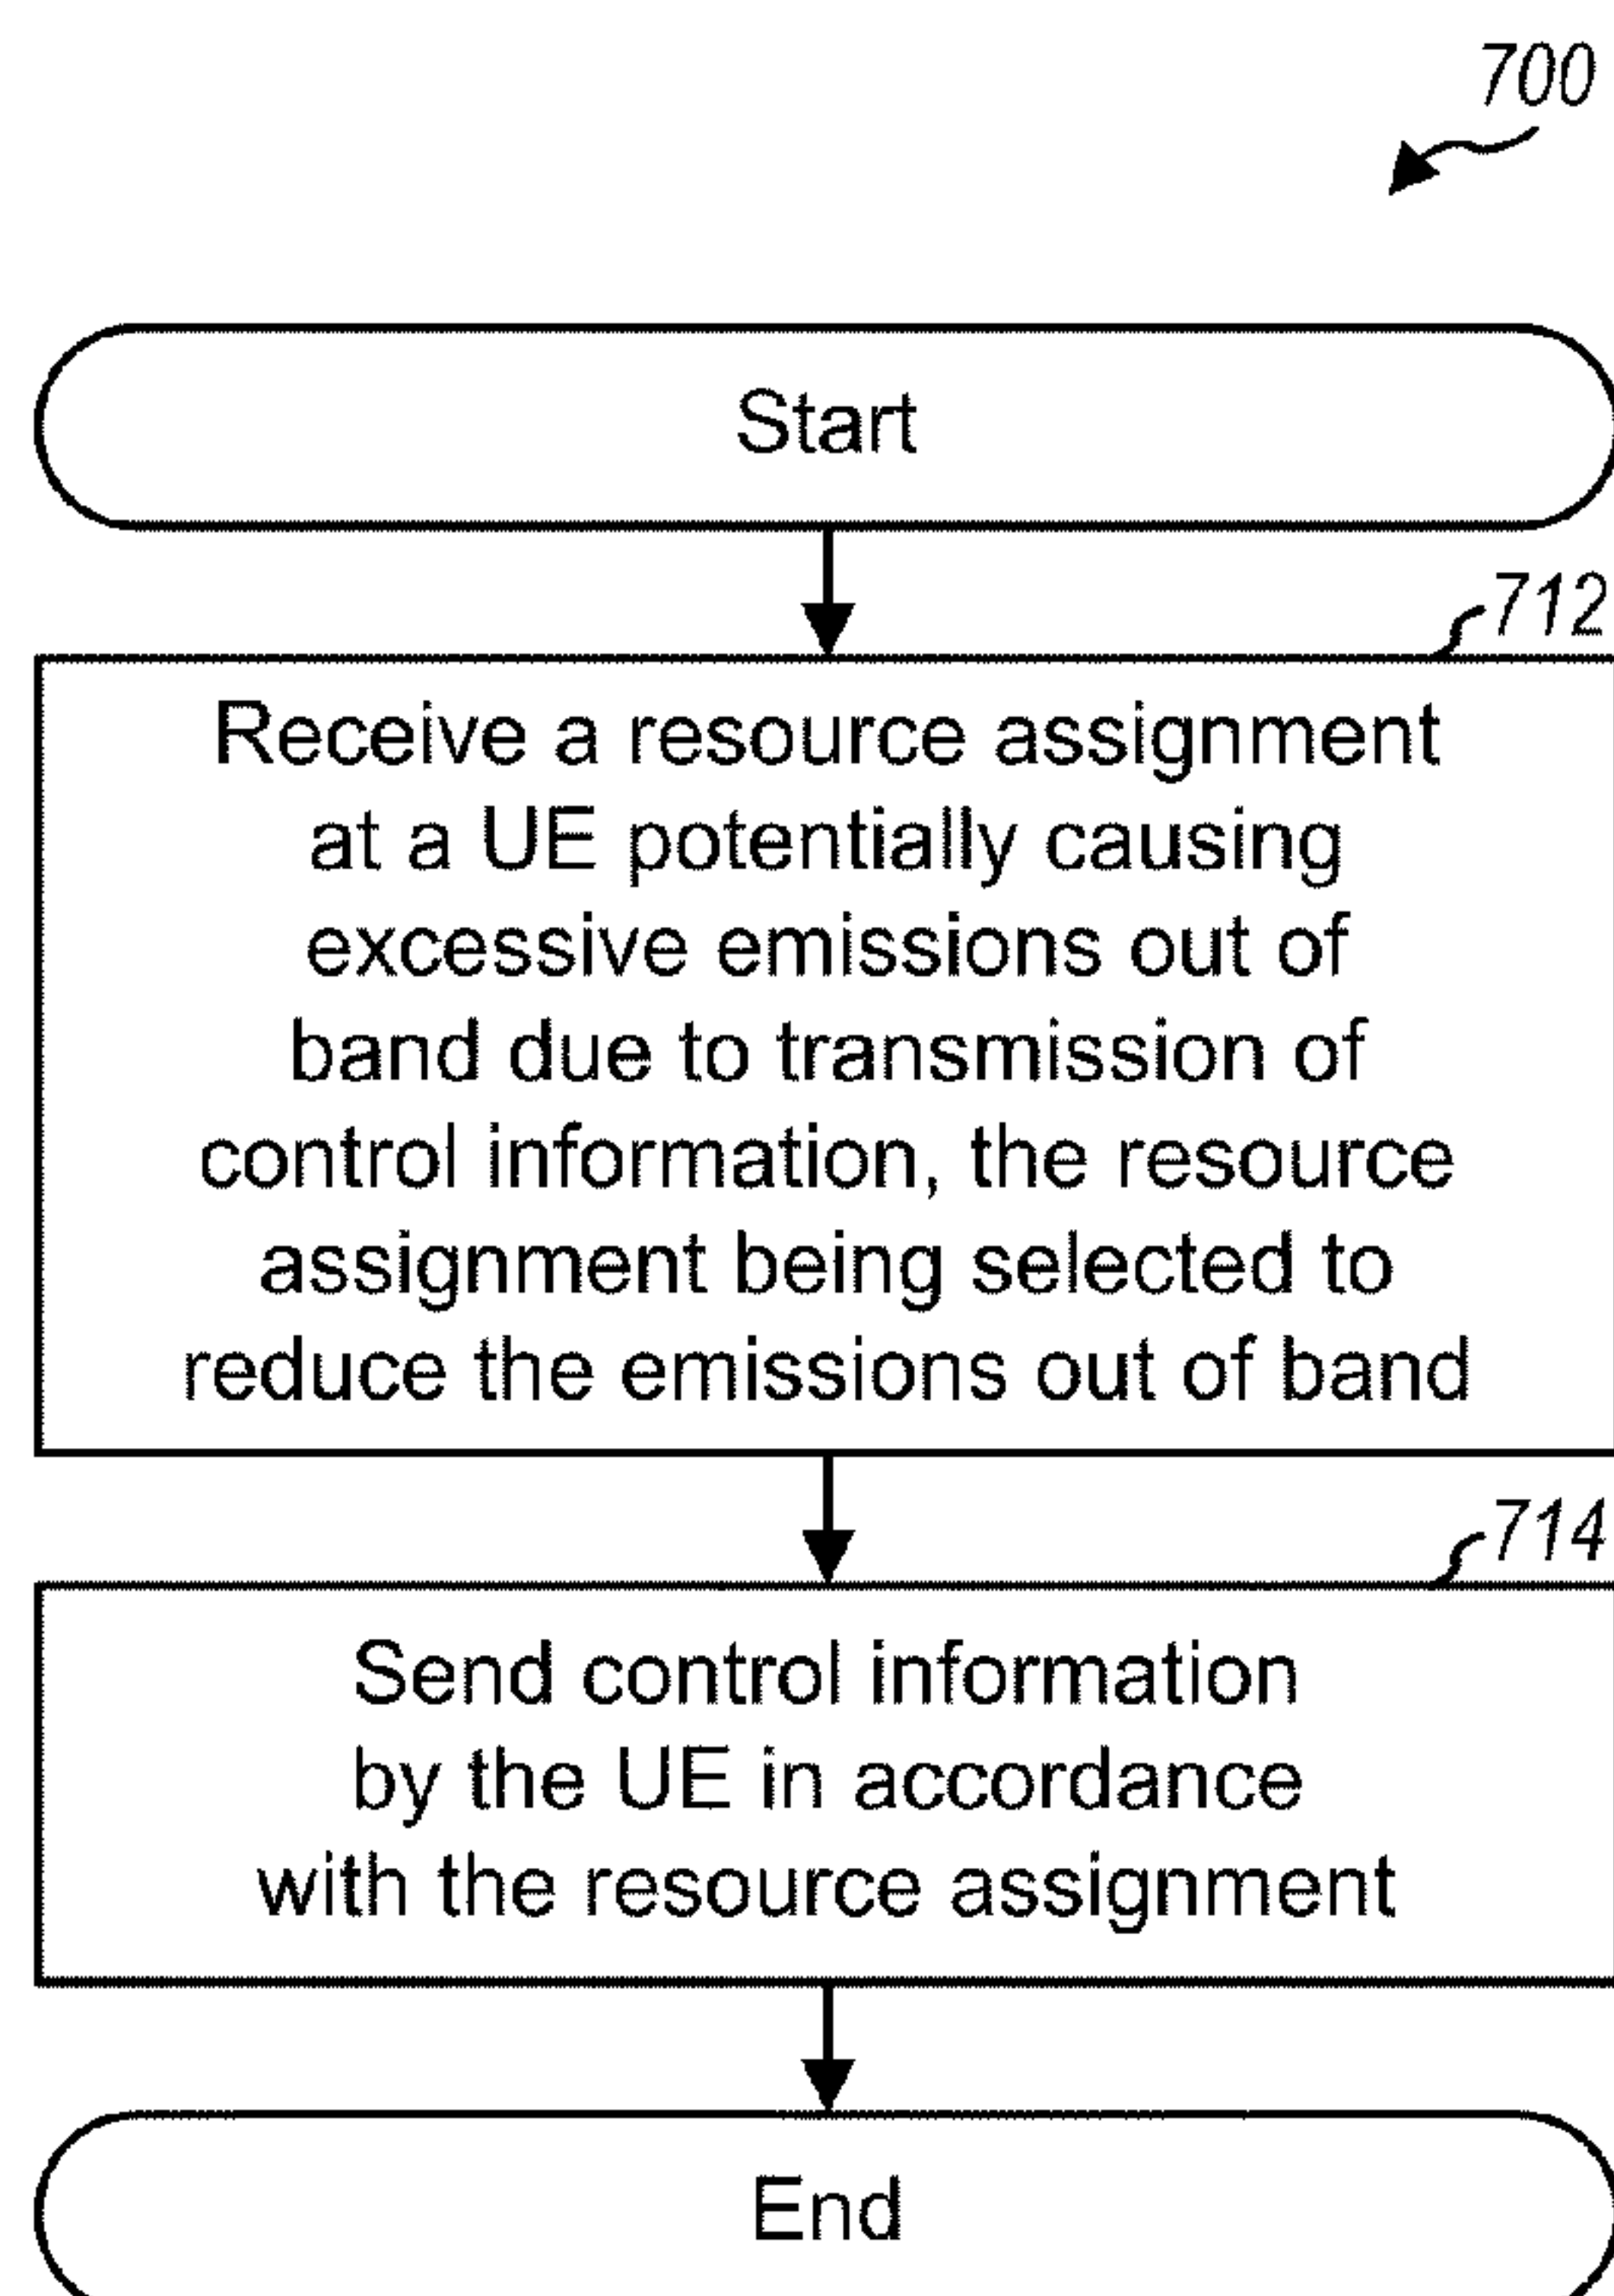 700
Start
712
Receive a resource assignment
at a UE potentially causing
excessive emissions out of
band due to transmission of
control information, the resource
assignment being selected to
reduce the emissions out of band
714
Send control information
by the UE in accordance
with the resource assignment
End